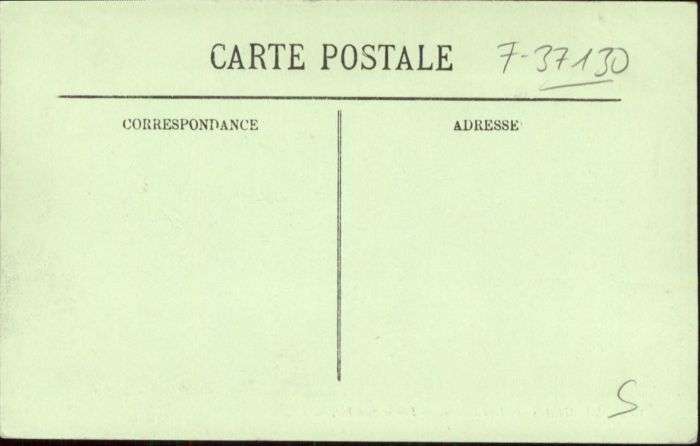 CARTE POSTALE 7-37130
CORRESPONDANCE
ADRESSE
S